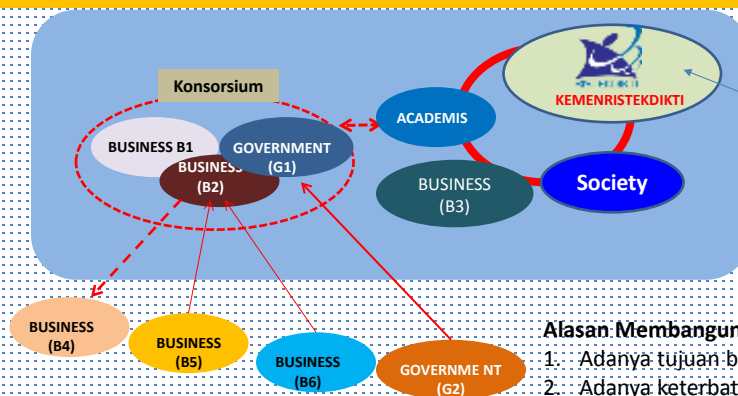 Konsorsium
KEMENRISTEKDIKTI
ACADEMIS
BUSINESS B1
GOVERNMENT
(G1)
BUSINESS
(B2)
BUSINESS
(B3)
Society
BUSINESS
(B4)
BUSINESS
(B5)
BUSINESS
(B6)
GOVERNME NT
(G2)
Alasan Membangun
1. Adanya tujuan b
2. Adanya keterbat